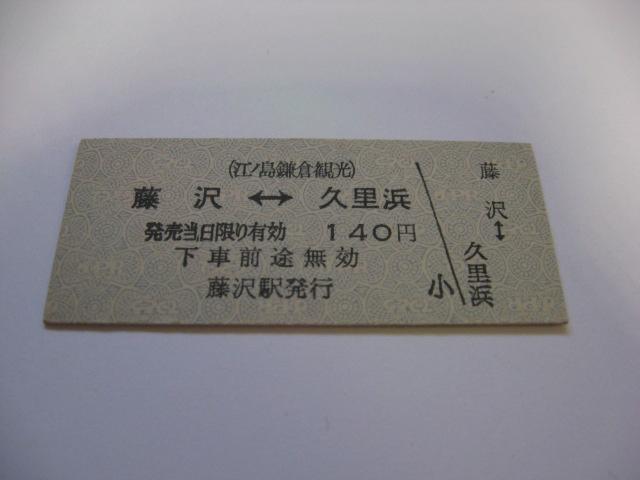 (江ノ島鎌倉観光)
藤沢↔久里浜
発売当日限り有効 140円
下車前途無効
藤沢駅発行
小
藤沢↔久里浜